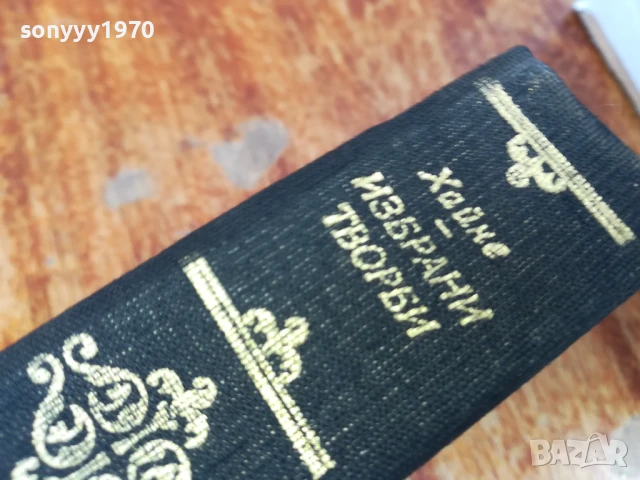 sonyyy1970
Хайне
ИЗБРАНИ
ТВОРБИ
BAZAR